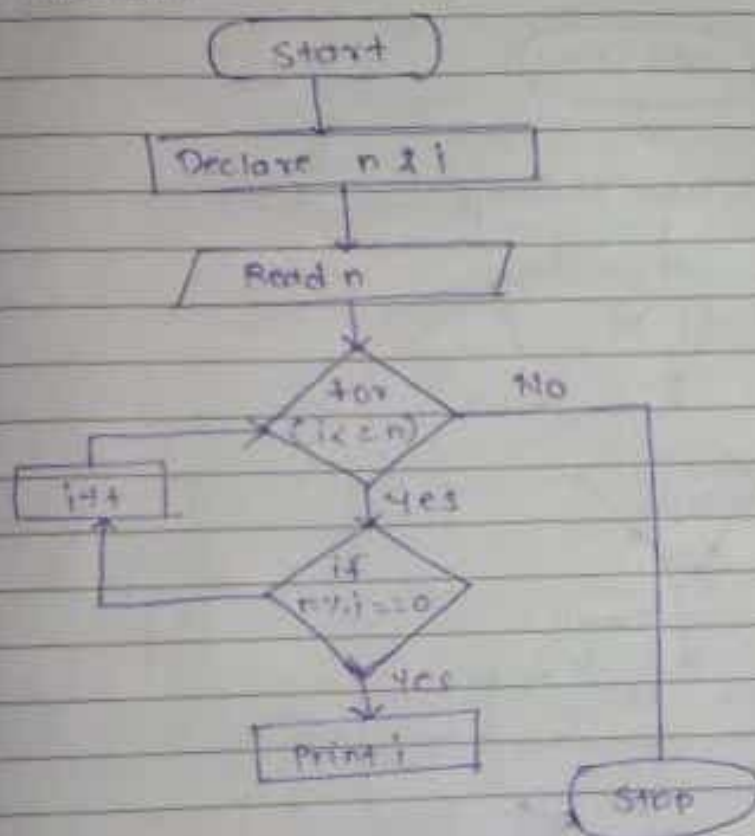 Start
Declare n & i
Read n
for
(i<=n)
No
i++
Yes
if
n%i==0
Yes
Print i
Stop